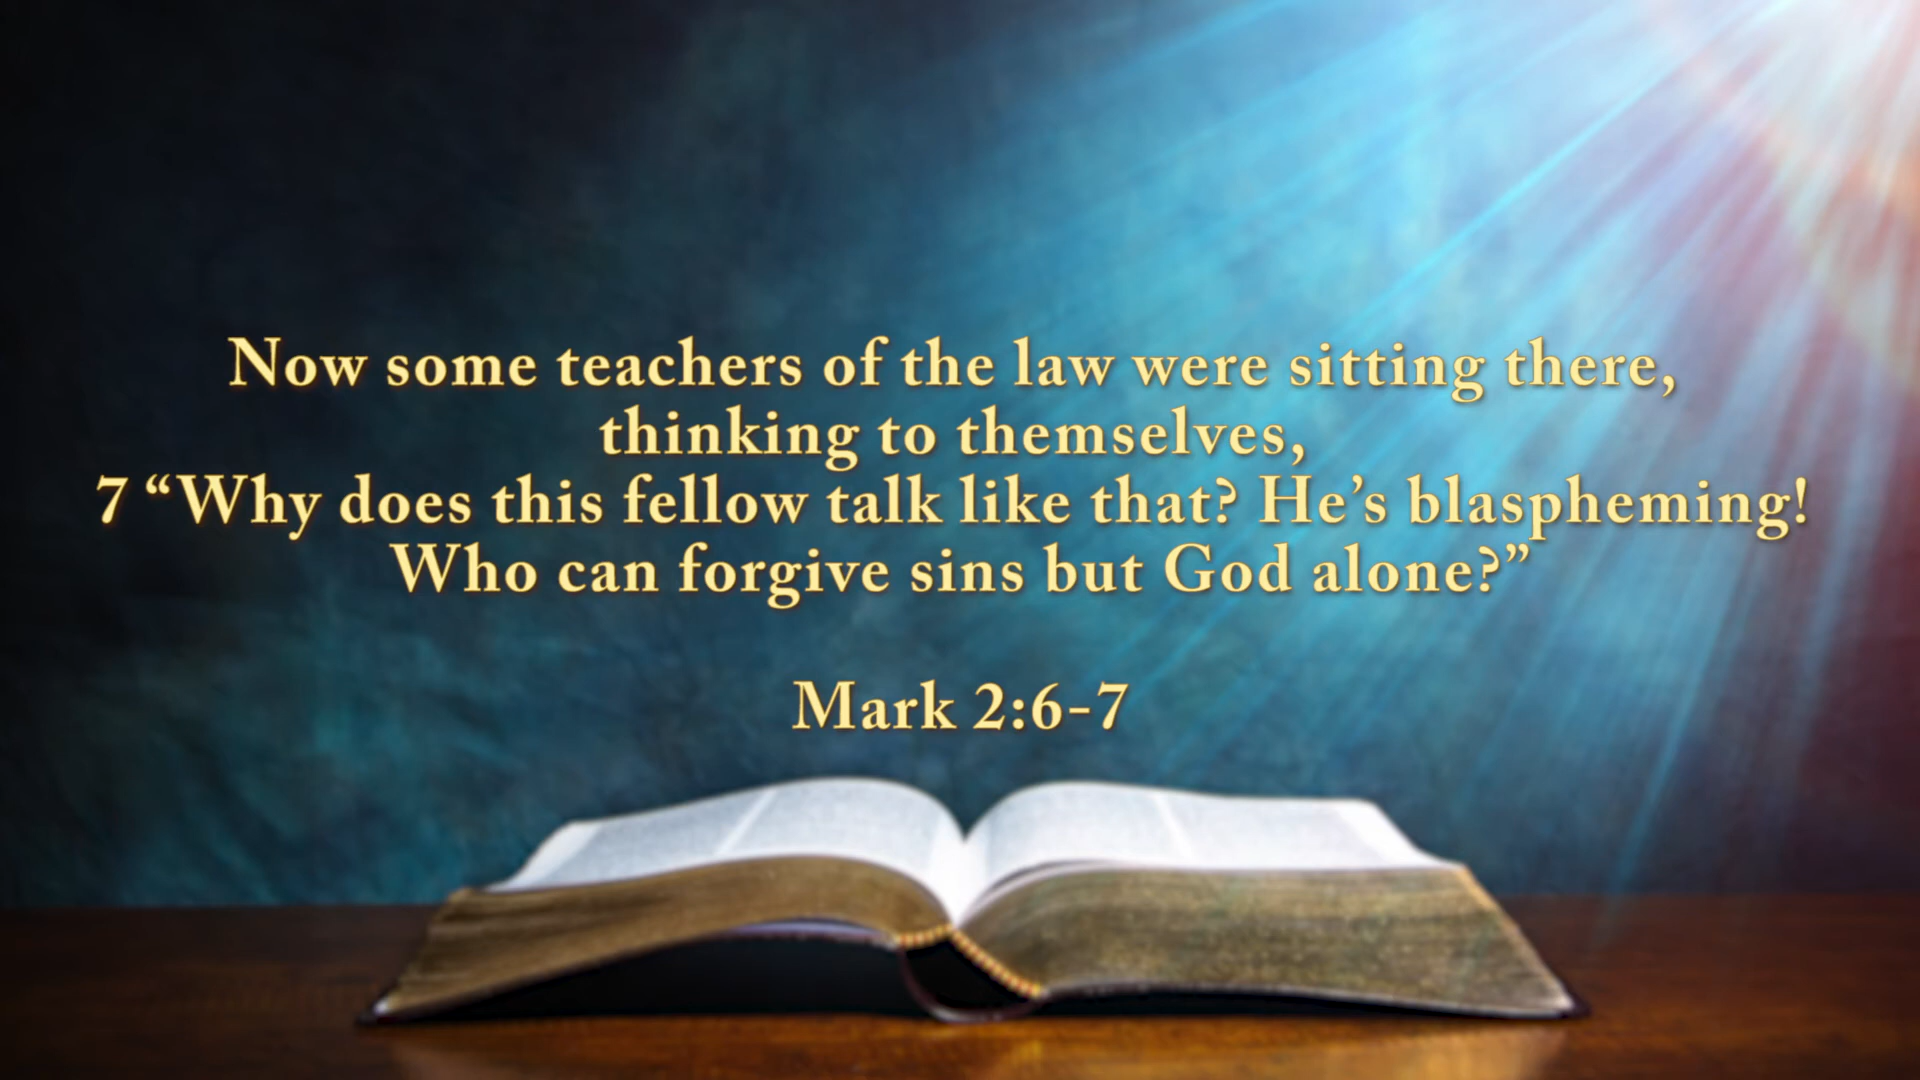 Now some teachers of the law were sitting there,
thinking to themselves,
7 “Why does this fellow talk like that? He’s blaspheming!
Who can forgive sins but God alone?”
Mark 2:6-7